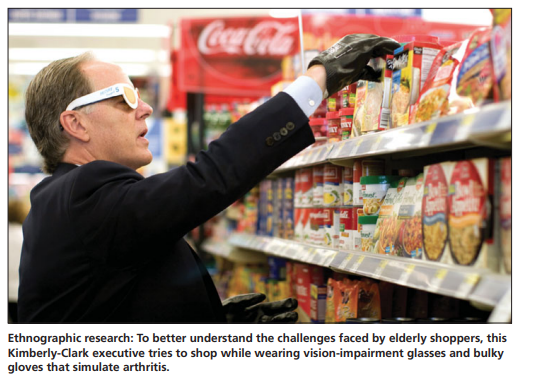 Coca-Cola
Ethnographic research: To better understand the challenges faced by elderly shoppers, this
Kimberly-Clark executive tries to shop while wearing vision-impairment glasses and bulky
gloves that simulate arthritis.